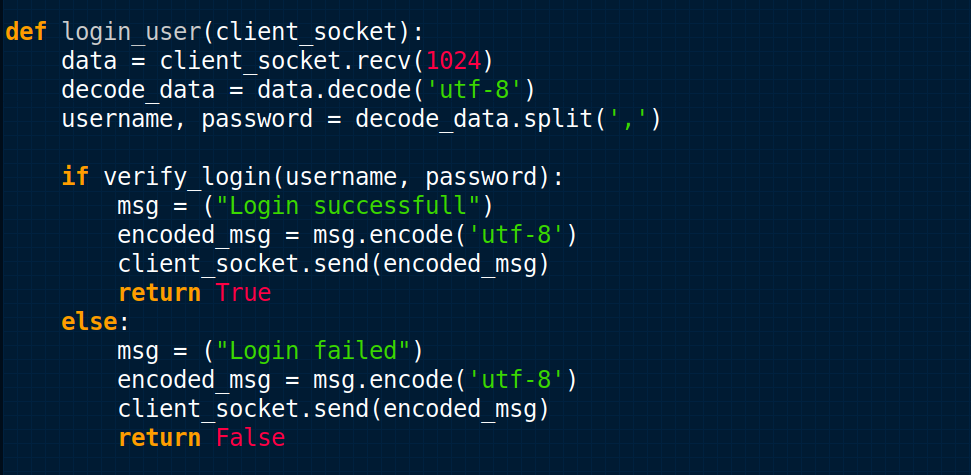 def login_user(client_socket):
    data = client_socket.recv(1024)
    decode_data = data.decode('utf-8')
    username, password = decode_data.split(',')

    if verify_login(username, password):
        msg = ("Login successfull")
        encoded_msg = msg.encode('utf-8')
        client_socket.send(encoded_msg)
        return True
    else:
        msg = ("Login failed")
        encoded_msg = msg.encode('utf-8')
        client_socket.send(encoded_msg)
        return False